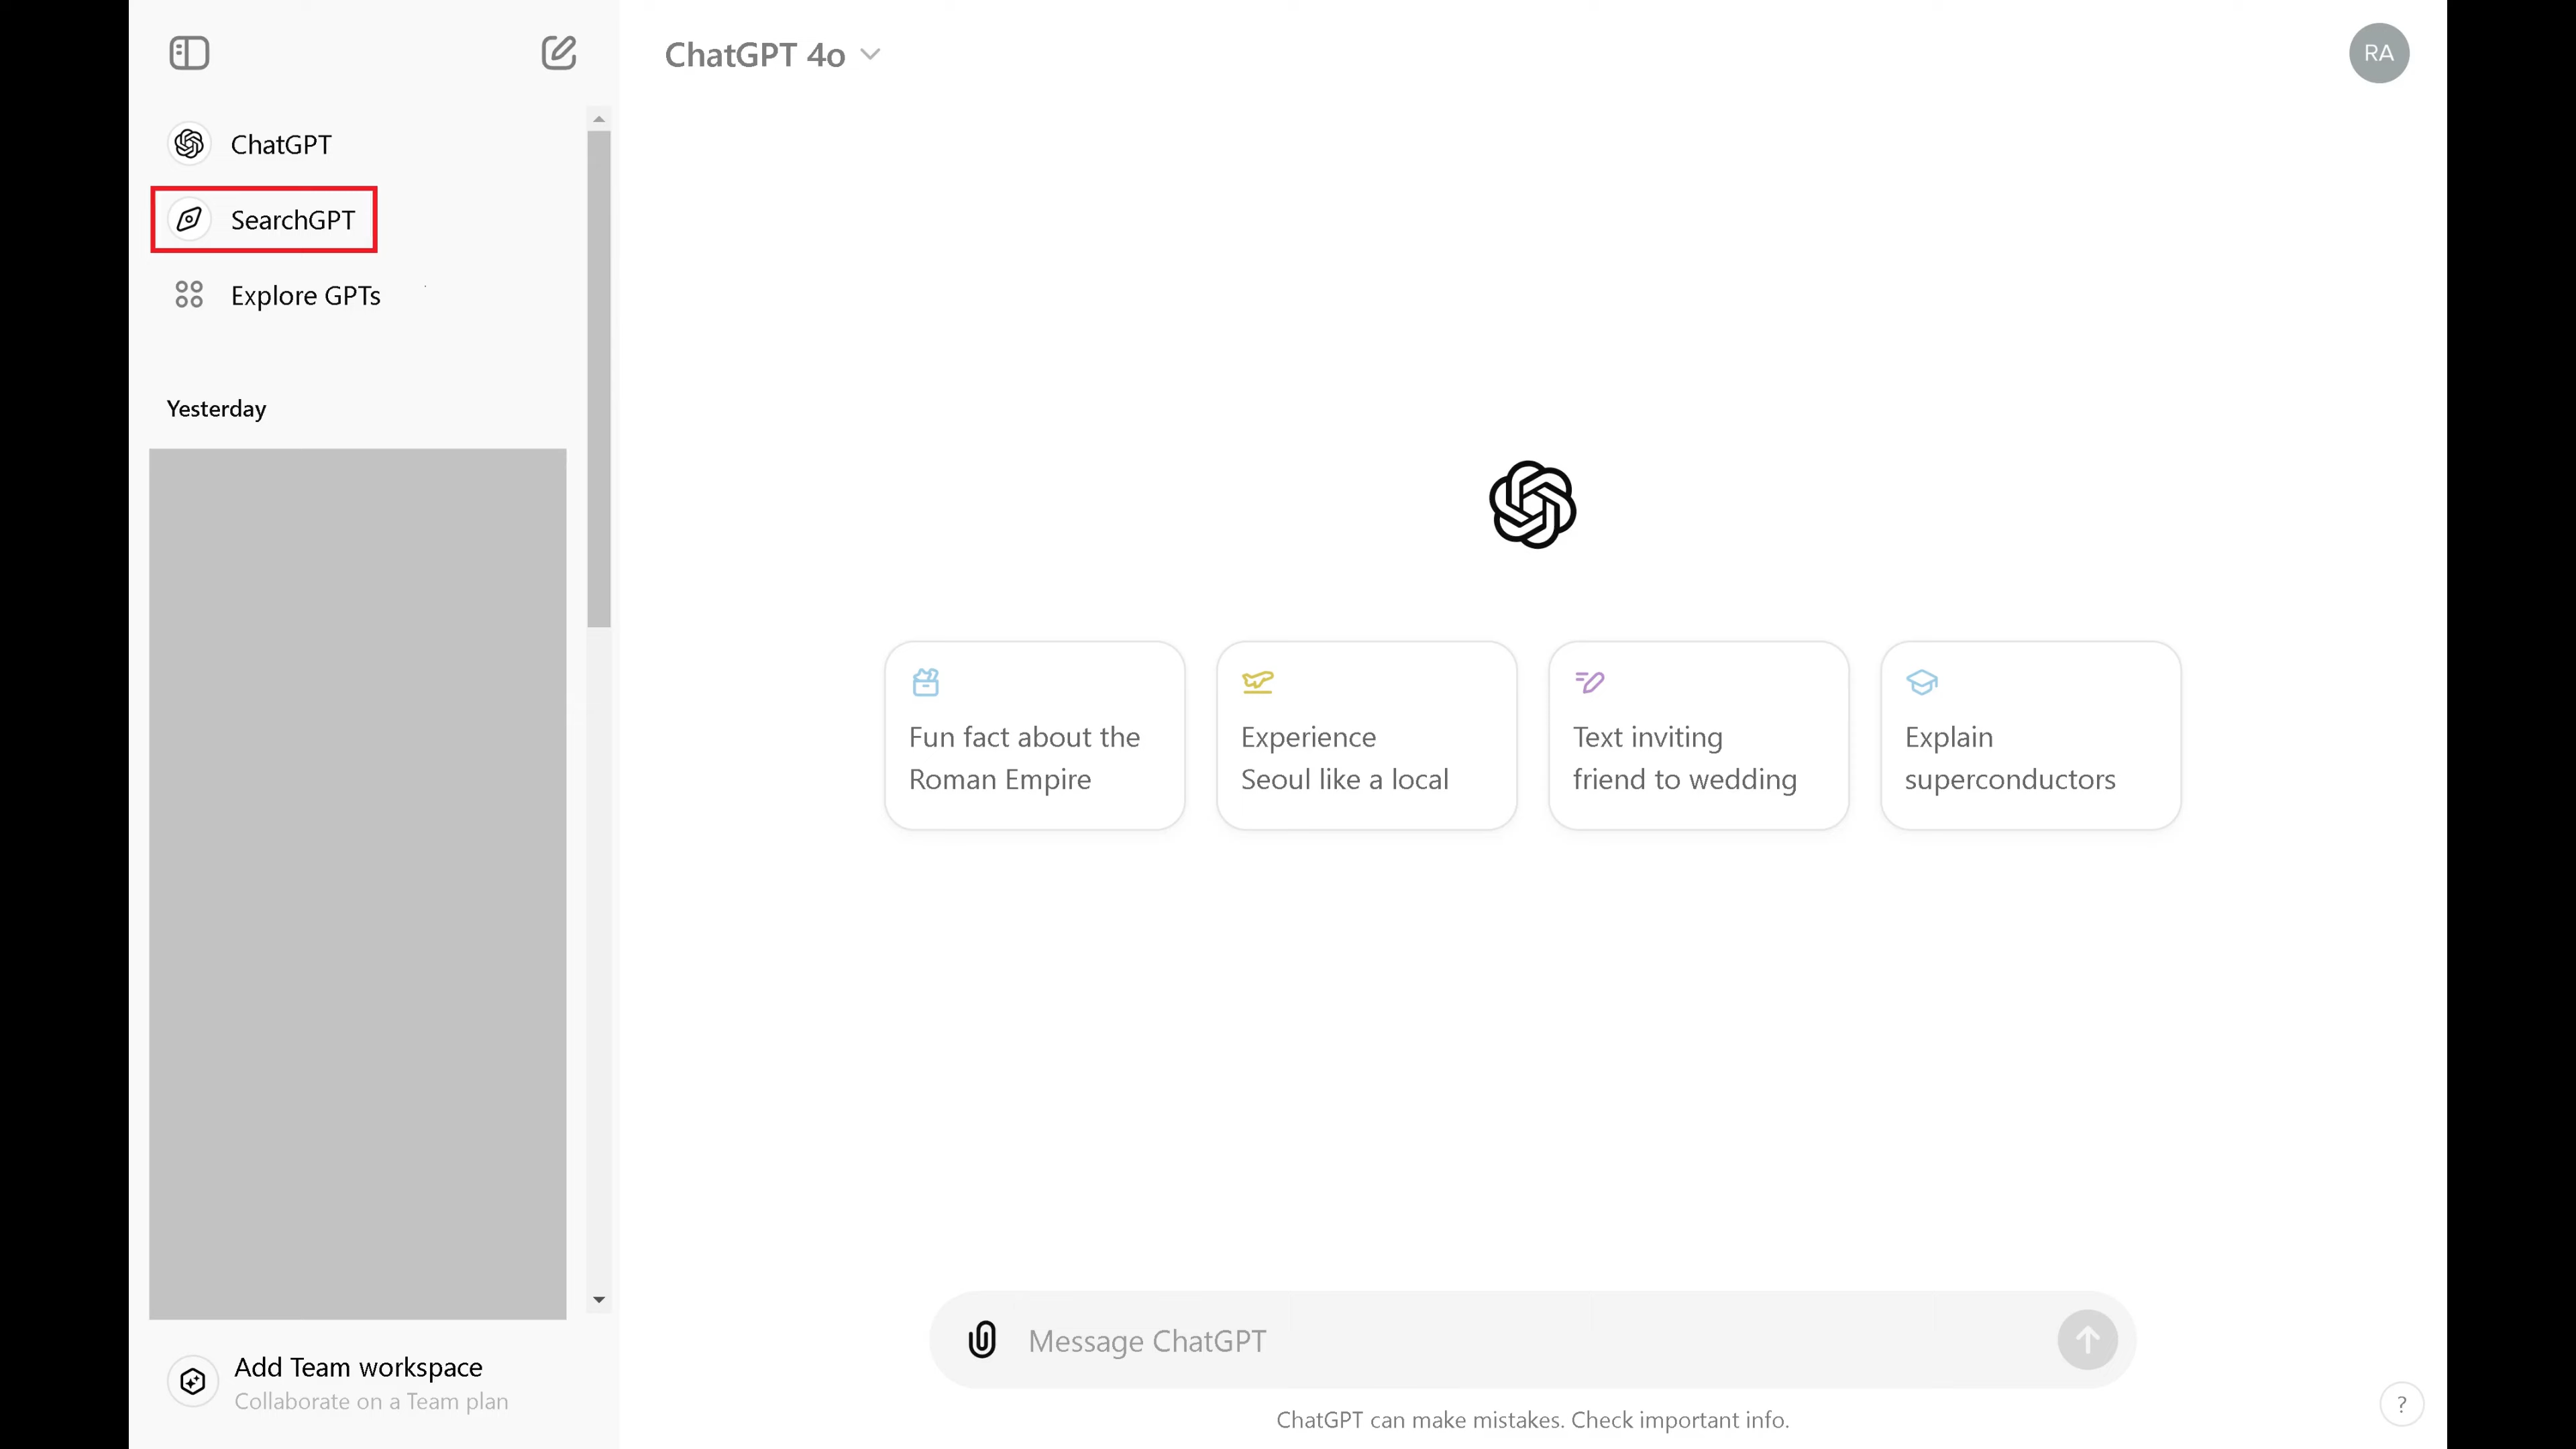 ChatGPT 4o
RA
ChatGPT
SearchGPT
Explore GPTs
Yesterday
Fun fact about the
Roman Empire
Experience
Seoul like a local
Text inviting
friend to wedding
Explain
superconductors
Add Team workspace
Collaborate on a Team plan
Message ChatGPT
ChatGPT can make mistakes. Check important info.
?